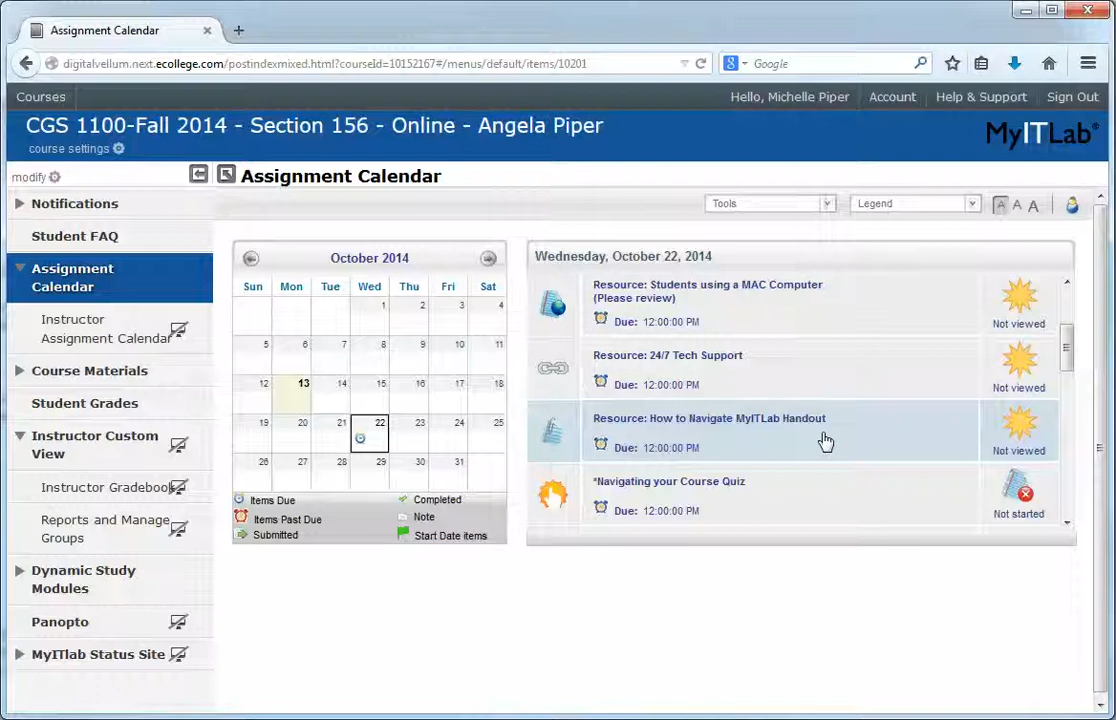 Assignment Calendar
digitalvellum.next.ecollege.com/postindexmixed.html?courseId=10152167#/menus/default/items/10201
Google
Courses
Hello, Michelle Piper
Account
Help & Support
Sign Out
CGS 1100-Fall 2014 - Section 156 - Online - Angela Piper
course settings
MyITLab®
modify
Assignment Calendar
Notifications
Student FAQ
Assignment
Calendar
Instructor
Assignment Calendar
Course Materials
Student Grades
Instructor Custom
View
Instructor Gradebook
Reports and Manage
Groups
Dynamic Study
Modules
Panopto
MyITlab Status Site
Tools
Legend
A A A
October 2014
Sun Mon Tue Wed Thu Fri Sat
1 2 3 4
5 6 7 8 9 10 11
12 13 14 15 16 17 18
19 20 21 22 23 24 25
26 27 28 29 30 31
Items Due
Completed
Items Past Due
Note
Submitted
Start Date items
Wednesday, October 22, 2014
Resource: Students using a MAC Computer
(Please review)
Due: 12:00:00 PM
Not viewed
Resource: 24/7 Tech Support
Due: 12:00:00 PM
Not viewed
Resource: How to Navigate MyITLab Handout
Due: 12:00:00 PM
Not viewed
*Navigating your Course Quiz
Due: 12:00:00 PM
Not started